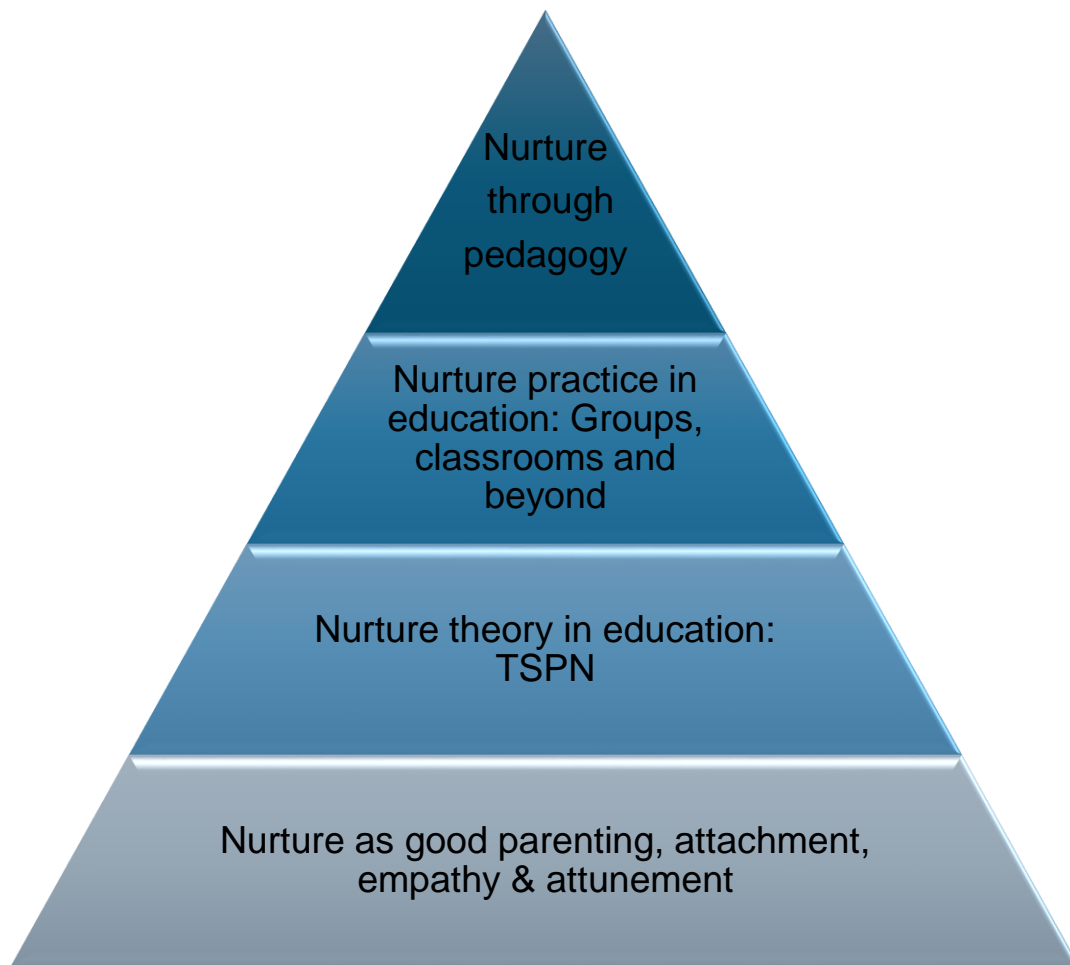 Nurture
through
pedagogy
Nurture practice in
education: Groups,
classrooms and
beyond
Nurture theory in education:
TSPN
Nurture as good parenting, attachment,
empathy & attunement